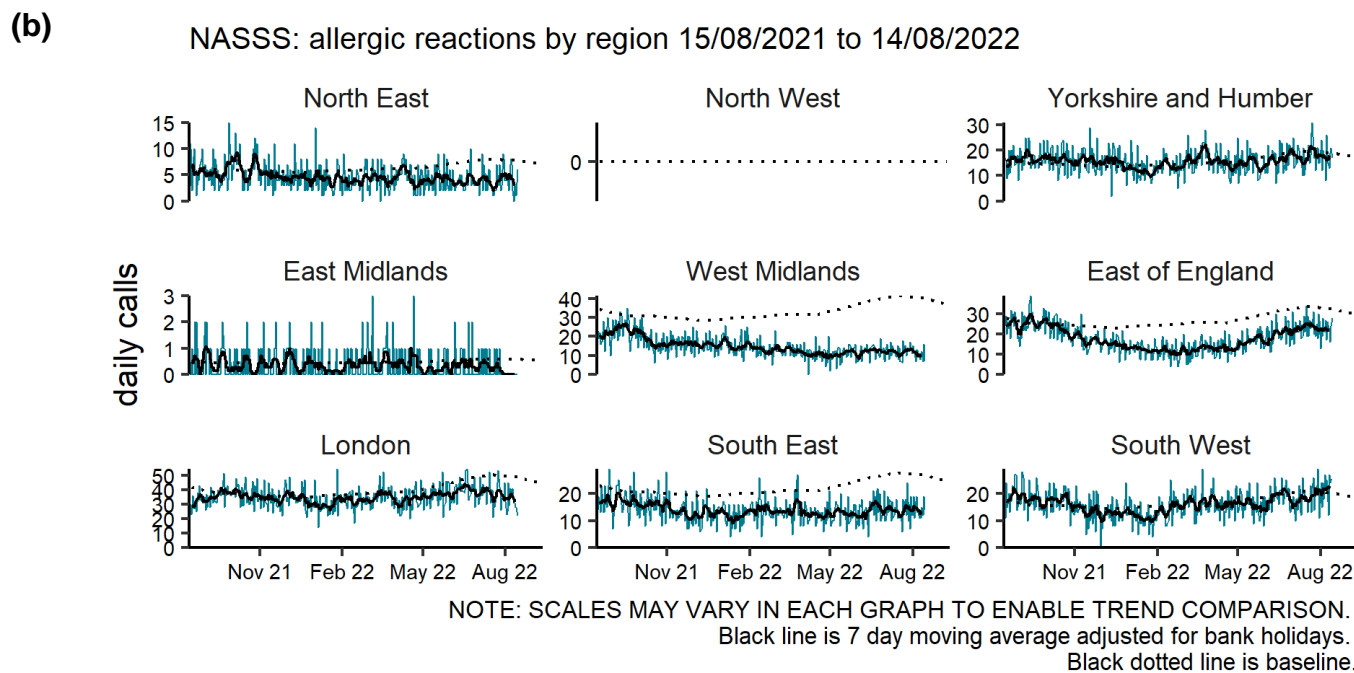 (b)
NASSS: allergic reactions by region 15/08/2021 to 14/08/2022
daily calls
North East
15
10
5
0
North West
0
Yorkshire and Humber
30
20
10
0
East Midlands
3
2
1
0
West Midlands
40
30
20
10
0
East of England
30
20
10
0
London
50
40
30
20
10
0
Nov 21 Feb 22 May 22 Aug 22
South East
20
10
0
Nov 21 Feb 22 May 22 Aug 22
South West
20
10
0
Nov 21 Feb 22 May 22 Aug 22
NOTE: SCALES MAY VARY IN EACH GRAPH TO ENABLE TREND COMPARISON.
Black line is 7 day moving average adjusted for bank holidays.
Black dotted line is baseline.